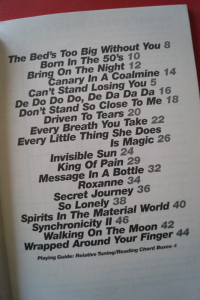 The Bed's Too Big Without You 8
Born In The 50's 10
Bring On The Night 12
Canary In A Coalmine 14
Can't Stand Losing You 5
De Do Do Do, De Da Da Da 16
Don't Stand So Close To Me 18
Driven To Tears 20
Every Breath You Take 22
Every Little Thing She Does
Is Magic 26
Invisible Sun 24
King Of Pain 29
Message In A Bottle 32
Roxanne 34
Secret Journey 36
So Lonely 38
Spirits In The Material World 40
Synchronicity II 46
Walking On The Moon 42
Wrapped Around Your Finger 44
Playing Guide: Relative Tuning/Reading Chord Boxes 4